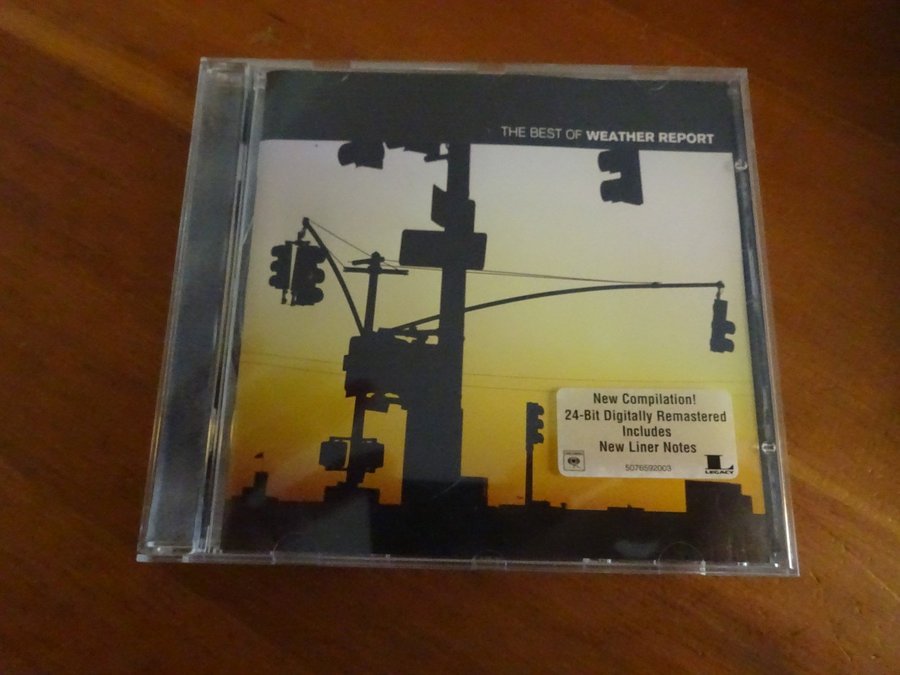 THE BEST OF WEATHER REPORT
New Compilation!
24-Bit Digitally Remastered
Includes
New Liner Notes
5076592003
LEGACY